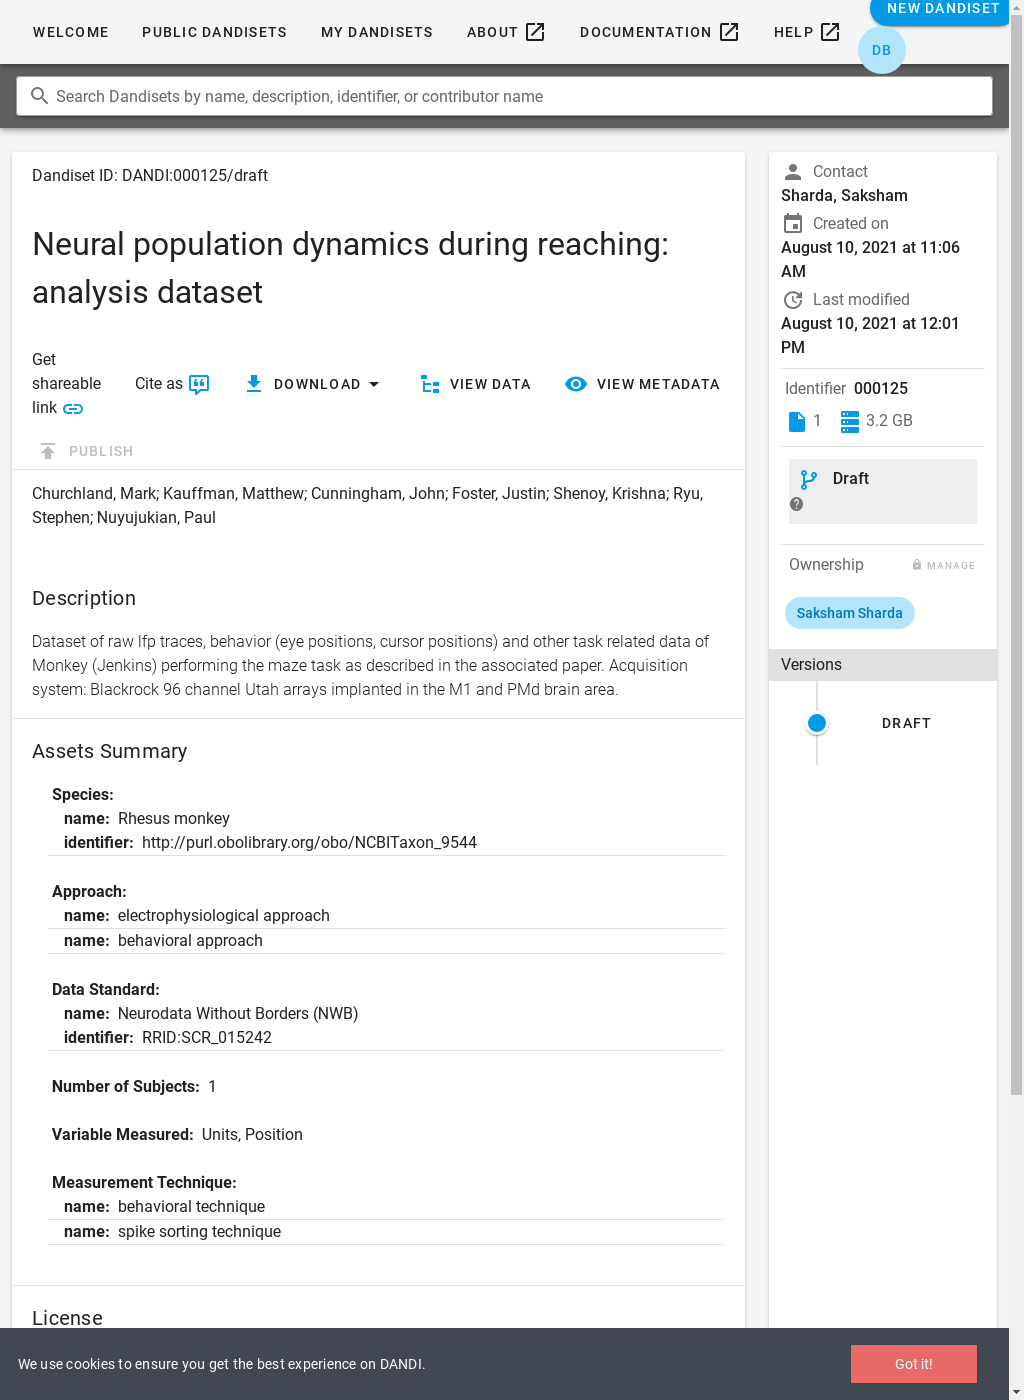 WELCOME
PUBLIC DANDISETS
MY DANDISETS
ABOUT
DOCUMENTATION
HELP
NEW DANDISET
DB
Search Dandisets by name, description, identifier, or contributor name
Dandiset ID: DANDI:000125/draft
Neural population dynamics during reaching:
analysis dataset
Get
shareable
link
Cite as
DOWNLOAD
VIEW DATA
VIEW METADATA
PUBLISH
Churchland, Mark; Kauffman, Matthew; Cunningham, John; Foster, Justin; Shenoy, Krishna; Ryu,
Stephen; Nuyujukian, Paul
Description
Dataset of raw lfp traces, behavior (eye positions, cursor positions) and other task related data of
Monkey (Jenkins) performing the maze task as described in the associated paper. Acquisition
system: Blackrock 96 channel Utah arrays implanted in the M1 and PMd brain area.
Assets Summary
Species:
name: Rhesus monkey
identifier: http://purl.obolibrary.org/obo/NCBITaxon_9544
Approach:
name: electrophysiological approach
name: behavioral approach
Data Standard:
name: Neurodata Without Borders (NWB)
identifier: RRID:SCR_015242
Number of Subjects: 1
Variable Measured: Units, Position
Measurement Technique:
name: behavioral technique
name: spike sorting technique
License
Contact
Sharda, Saksham
Created on
August 10, 2021 at 11:06
AM
Last modified
August 10, 2021 at 12:01
PM
Identifier 000125
1
3.2 GB
Draft
Ownership
MANAGE
Saksham Sharda
Versions
DRAFT
We use cookies to ensure you get the best experience on DANDI.
Got it!